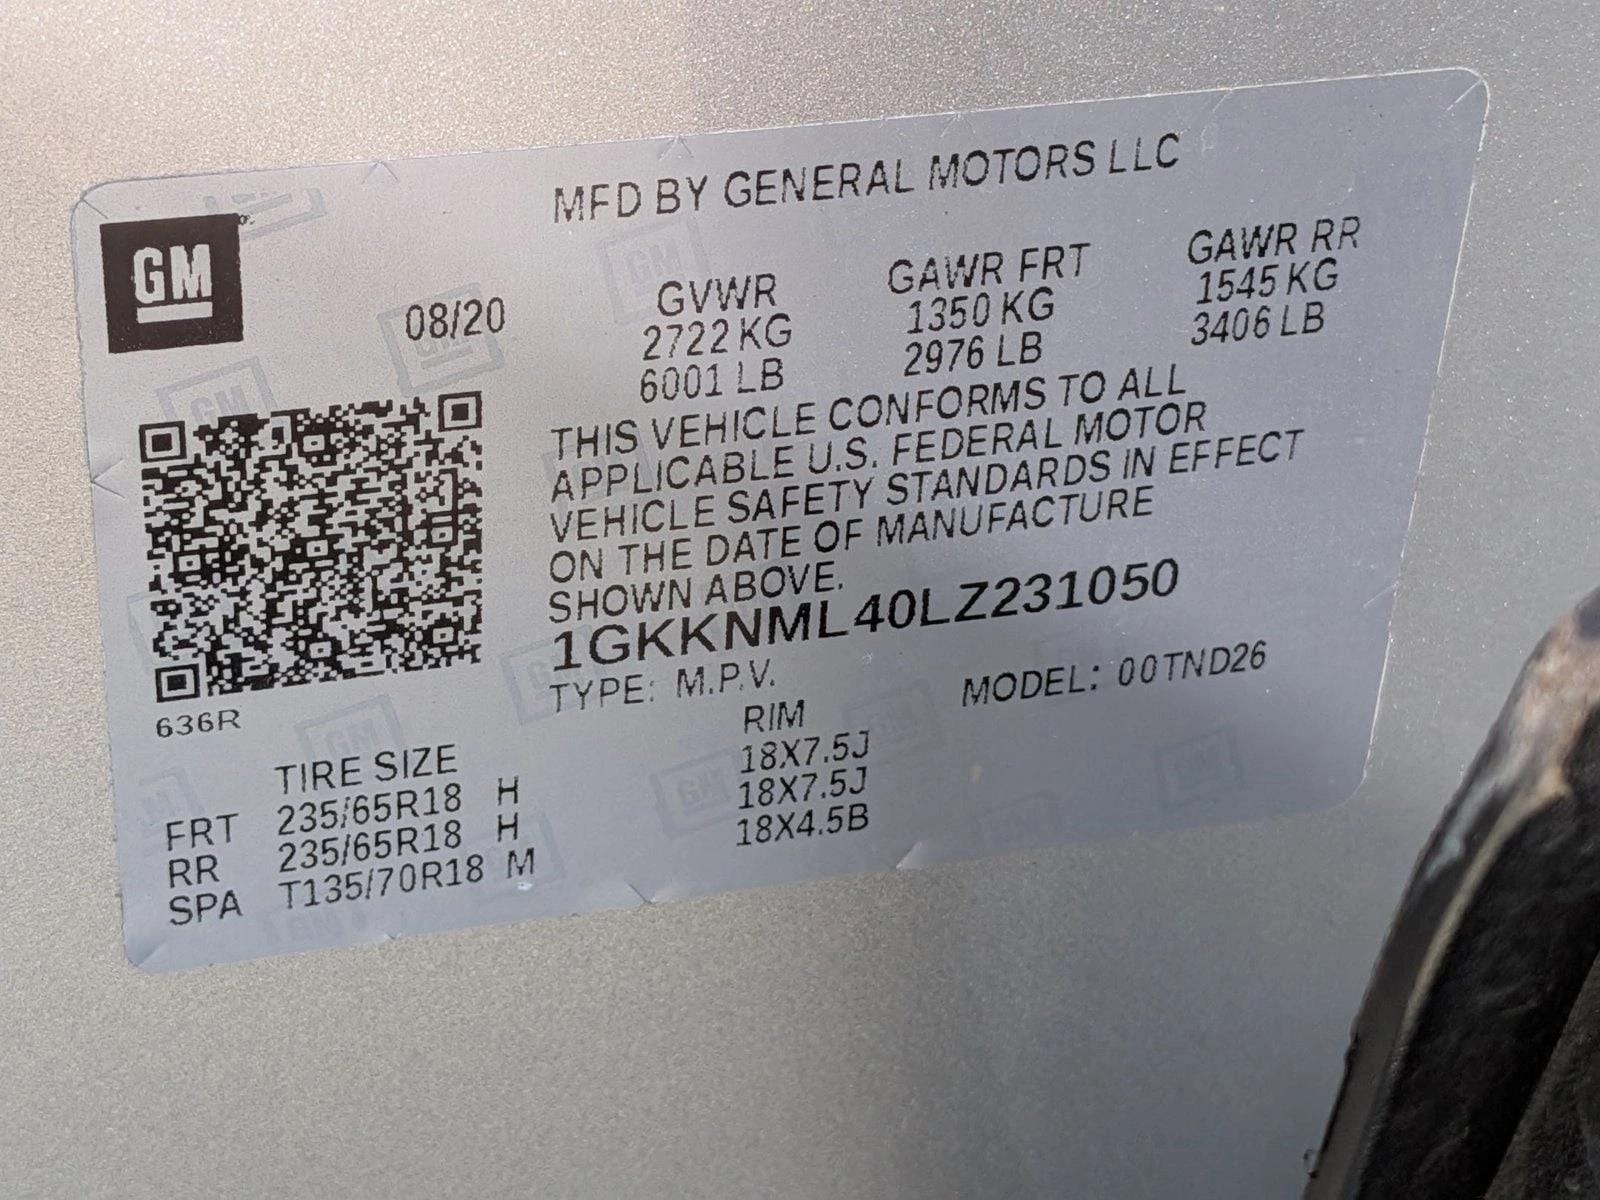 MFD BY GENERAL MOTORS LLC
GM
08/20
GVWR GAWR FRT GAWR RR
2722 KG 1350 KG 1545 KG
6001 LB 2976 LB 3406 LB
THIS VEHICLE CONFORMS TO ALL
APPLICABLE U.S. FEDERAL MOTOR
VEHICLE SAFETY STANDARDS IN EFFECT
ON THE DATE OF MANUFACTURE
SHOWN ABOVE.
1GKKNML40LZ231050
TYPE: M.P.V. MODEL: 00TND26
636R
TIRE SIZE RIM
FRT 235/65R18 H 18X7.5J
RR 235/65R18 H 18X7.5J
SPA T135/70R18 M 18X4.5B